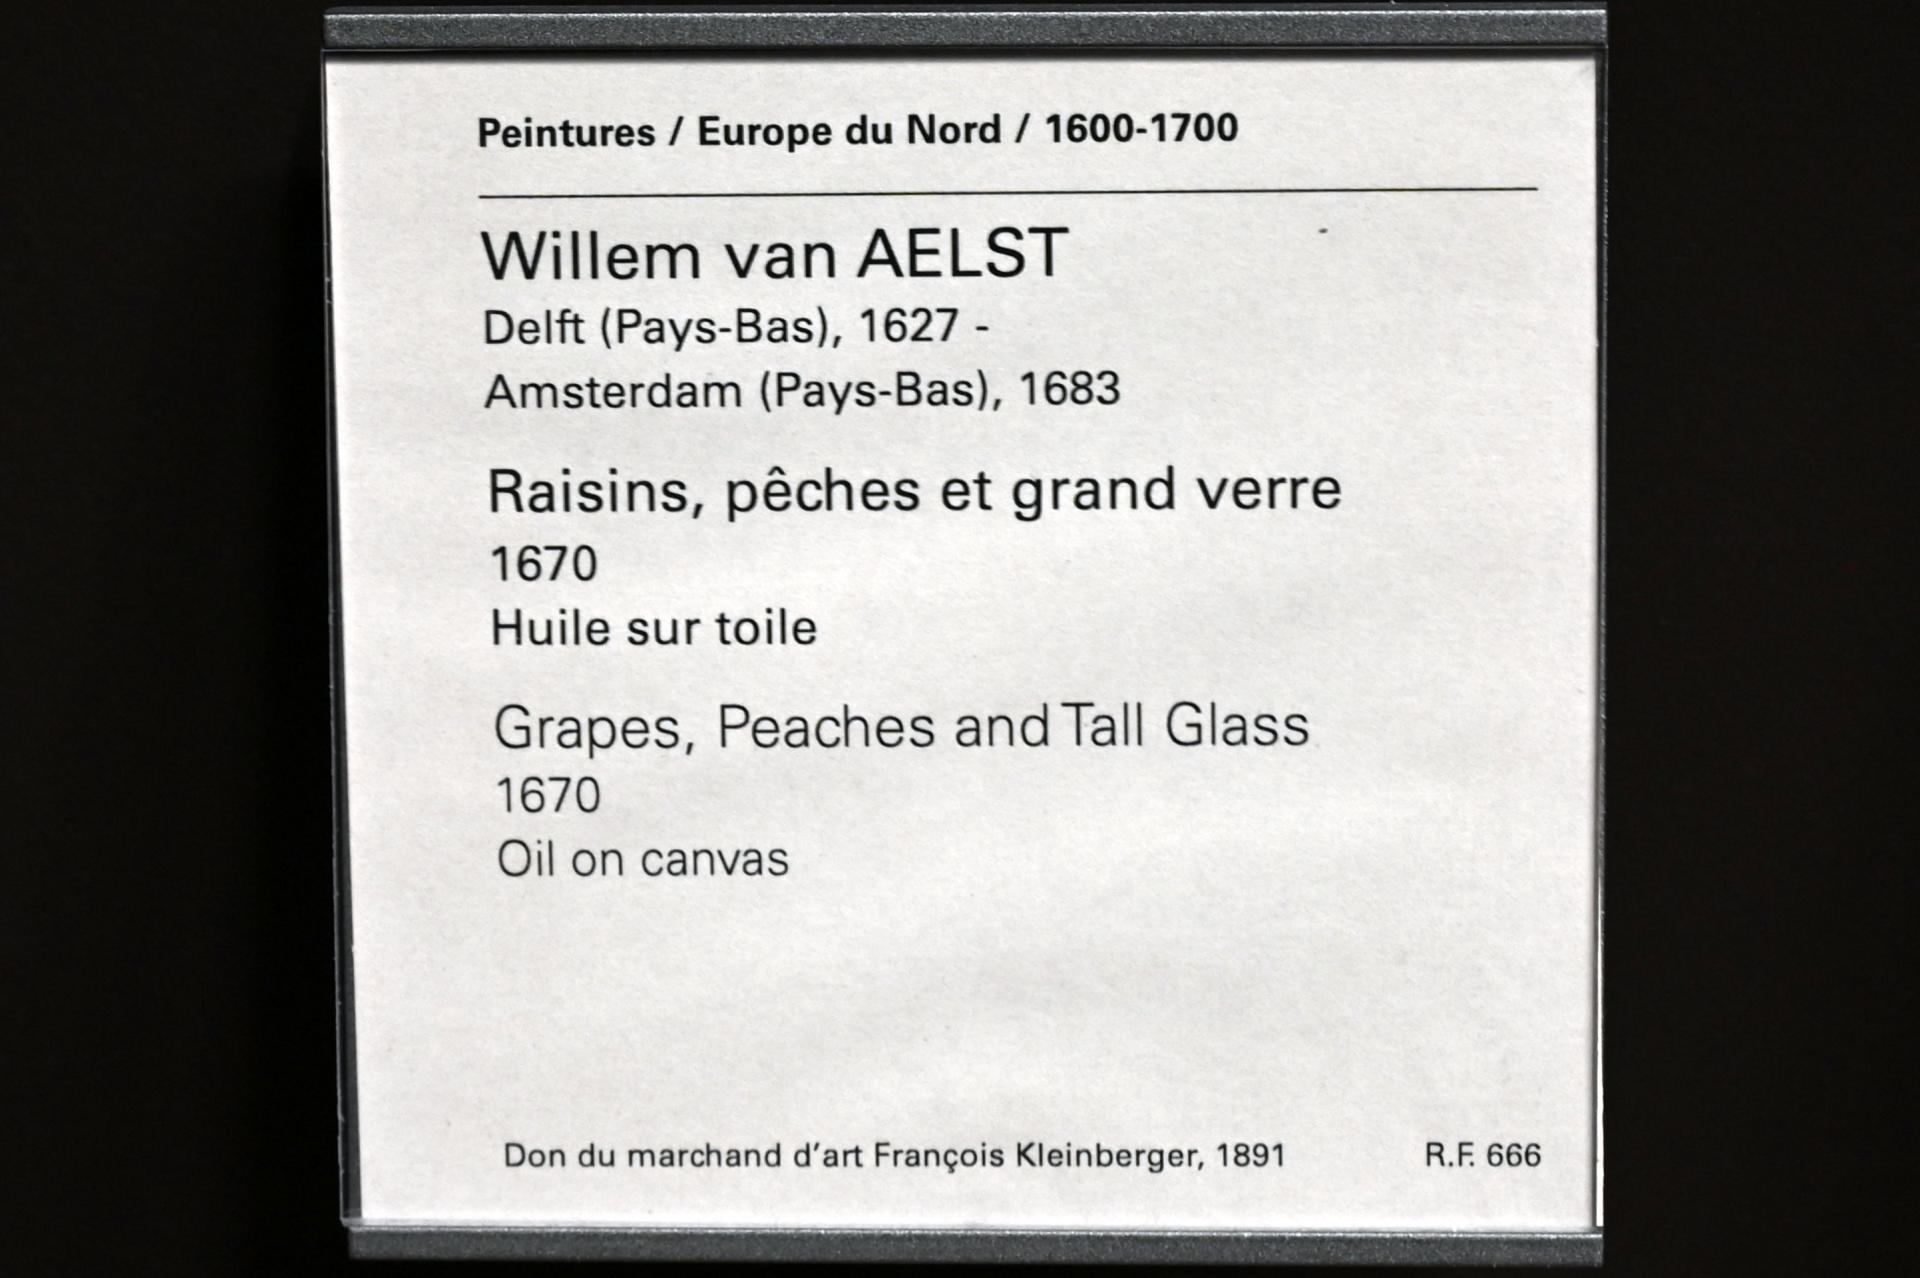 Peintures / Europe du Nord / 1600-1700
Willem van AELST
Delft (Pays-Bas), 1627 -
Amsterdam (Pays-Bas), 1683
Raisins, pêches et grand verre
1670
Huile sur toile
Grapes, Peaches and Tall Glass
1670
Oil on canvas
Don du marchand d'art François Kleinberger, 1891 R.F. 666